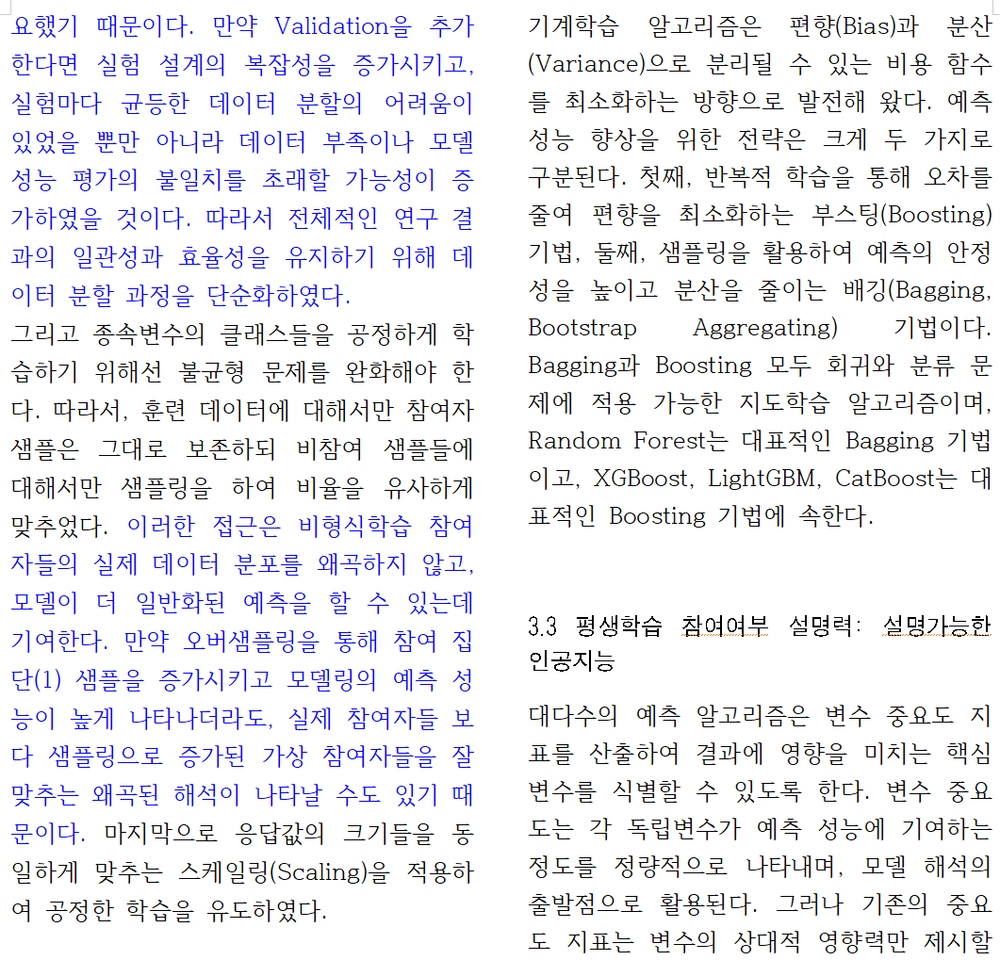 요했기 때문이다. 만약 Validation을 추가
한다면 실험 설계의 복잡성을 증가시키고,
실험마다 균등한 데이터 분할의 어려움이
있었을 뿐만 아니라 데이터 부족이나 모델
성능 평가의 불일치를 초래할 가능성이 증
가하였을 것이다. 따라서 전체적인 연구 결
과의 일관성과 효율성을 유지하기 위해 데
이터 분할 과정을 단순화하였다.
그리고 종속변수의 클래스들을 공정하게 학
습하기 위해선 불균형 문제를 완화해야 한
다. 따라서, 훈련 데이터에 대해서만 참여자
샘플은 그대로 보존하되 비참여 샘플들에
대해서만 샘플링을 하여 비율을 유사하게
맞추었다. 이러한 접근은 비형식학습 참여
자들의 실제 데이터 분포를 왜곡하지 않고,
모델이 더 일반화된 예측을 할 수 있는데
기여한다. 만약 오버샘플링을 통해 참여 집
단(1) 샘플을 증가시키고 모델링의 예측 성
능이 높게 나타나더라도, 실제 참여자들 보
다 샘플링으로 증가된 가상 참여자들을 잘
맞추는 왜곡된 해석이 나타날 수도 있기 때
문이다. 마지막으로 응답값의 크기들을 동
일하게 맞추는 스케일링(Scaling)을 적용하
여 공정한 학습을 유도하였다.
기계학습 알고리즘은 편향(Bias)과 분산
(Variance)으로 분리될 수 있는 비용 함수
를 최소화하는 방향으로 발전해 왔다. 예측
성능 향상을 위한 전략은 크게 두 가지로
구분된다. 첫째, 반복적 학습을 통해 오차를
줄여 편향을 최소화하는 부스팅(Boosting)
기법, 둘째, 샘플링을 활용하여 예측의 안정
성을 높이고 분산을 줄이는 배깅(Bagging,
Bootstrap Aggregating) 기법이다.
Bagging과 Boosting 모두 회귀와 분류 문
제에 적용 가능한 지도학습 알고리즘이며,
Random Forest는 대표적인 Bagging 기법
이고, XGBoost, LightGBM, CatBoost는 대
표적인 Boosting 기법에 속한다.
3.3 평생학습 참여여부 설명력: 설명가능한
인공지능
대다수의 예측 알고리즘은 변수 중요도 지
표를 산출하여 결과에 영향을 미치는 핵심
변수를 식별할 수 있도록 한다. 변수 중요
도는 각 독립변수가 예측 성능에 기여하는
정도를 정량적으로 나타내며, 모델 해석의
출발점으로 활용된다. 그러나 기존의 중요
도 지표는 변수의 상대적 영향력만 제시할